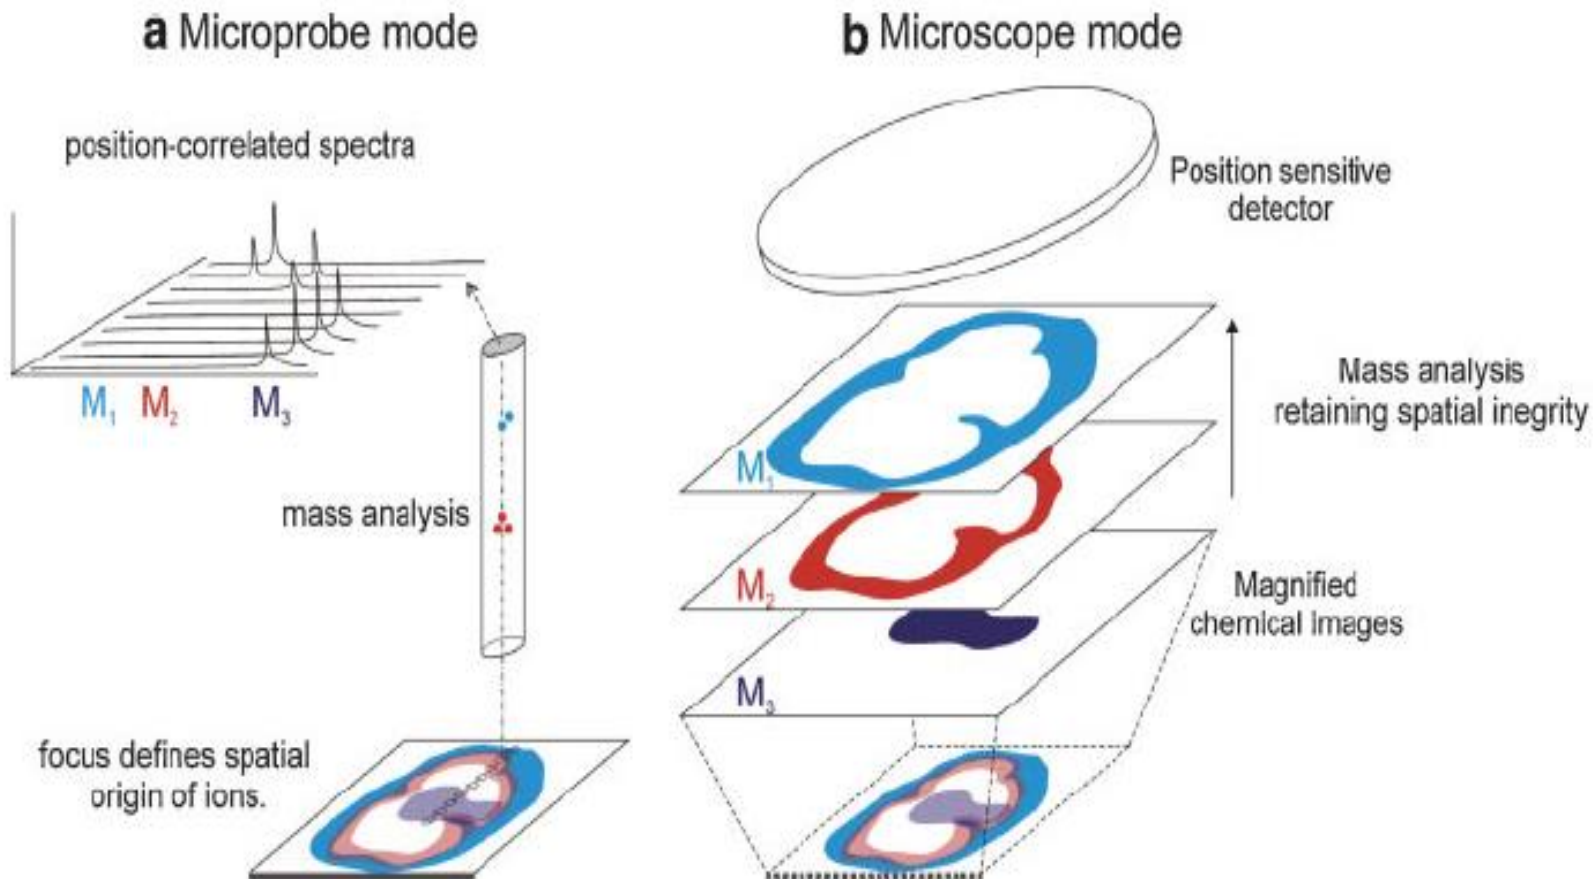 a Microprobe mode
position-correlated spectra
M₁ M₂ M₃
mass analysis
focus defines spatial
origin of ions.
b Microscope mode
Position sensitive
detector
Mass analysis
retaining spatial inegrity
M₁
M₂
Magnified
chemical images
M₃